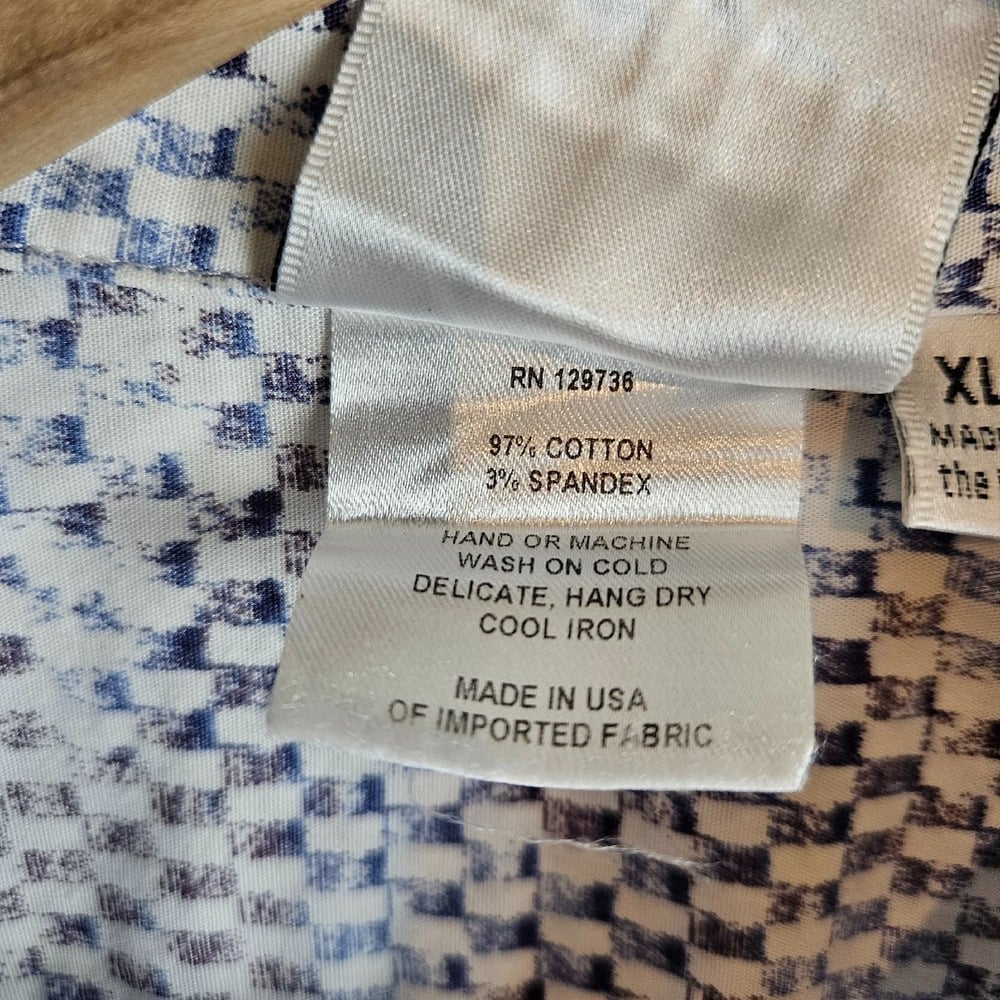 RN 129736
97% COTTON
3% SPANDEX
HAND OR MACHINE
WASH ON COLD
DELICATE, HANG DRY
COOL IRON
MADE IN USA
OF IMPORTED FABRIC
XL
the